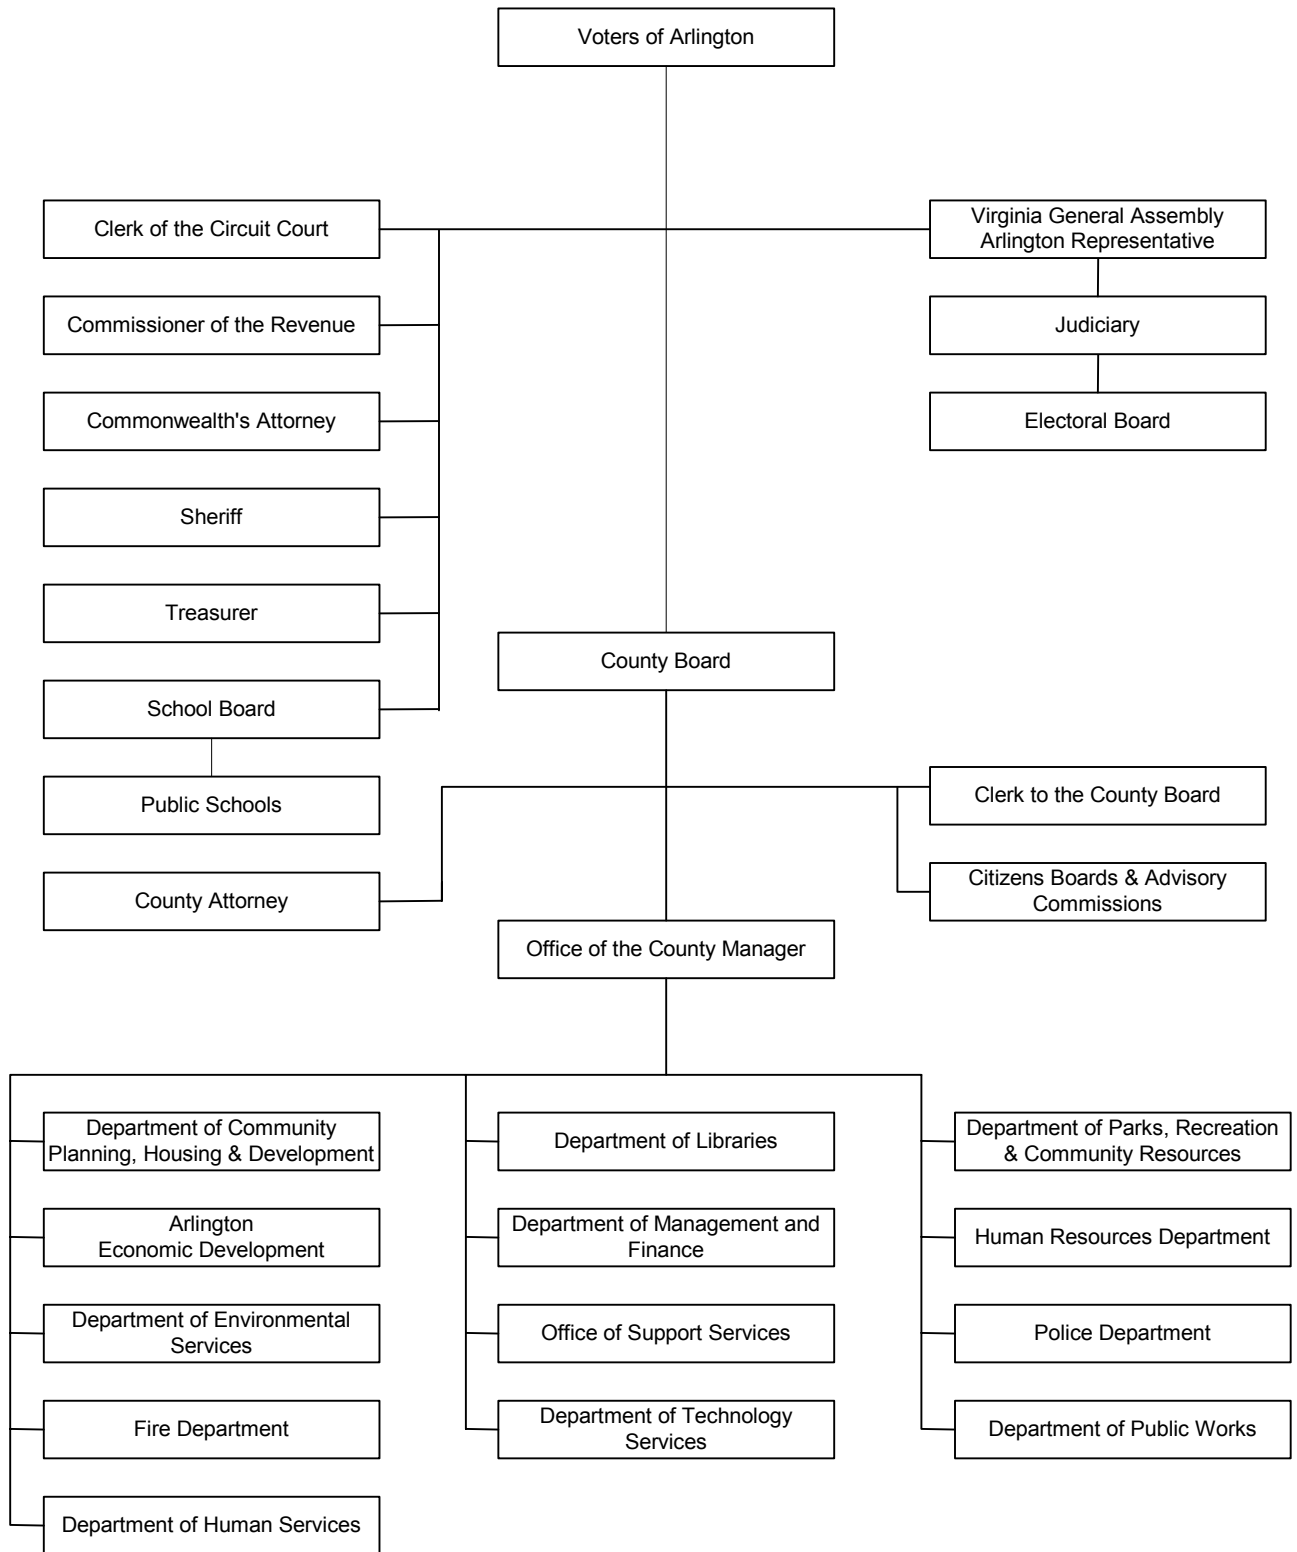 Voters of Arlington
Clerk of the Circuit Court
Virginia General Assembly
Arlington Representative
Commissioner of the Revenue
Judiciary
Commonwealth's Attorney
Electoral Board
Sheriff
Treasurer
County Board
School Board
Public Schools
Clerk to the County Board
County Attorney
Citizens Boards & Advisory
Commissions
Office of the County Manager
Department of Community
Planning, Housing & Development
Department of Libraries
Department of Parks, Recreation
& Community Resources
Arlington
Economic Development
Department of Management and
Finance
Human Resources Department
Department of Environmental
Services
Office of Support Services
Police Department
Fire Department
Department of Technology
Services
Department of Public Works
Department of Human Services